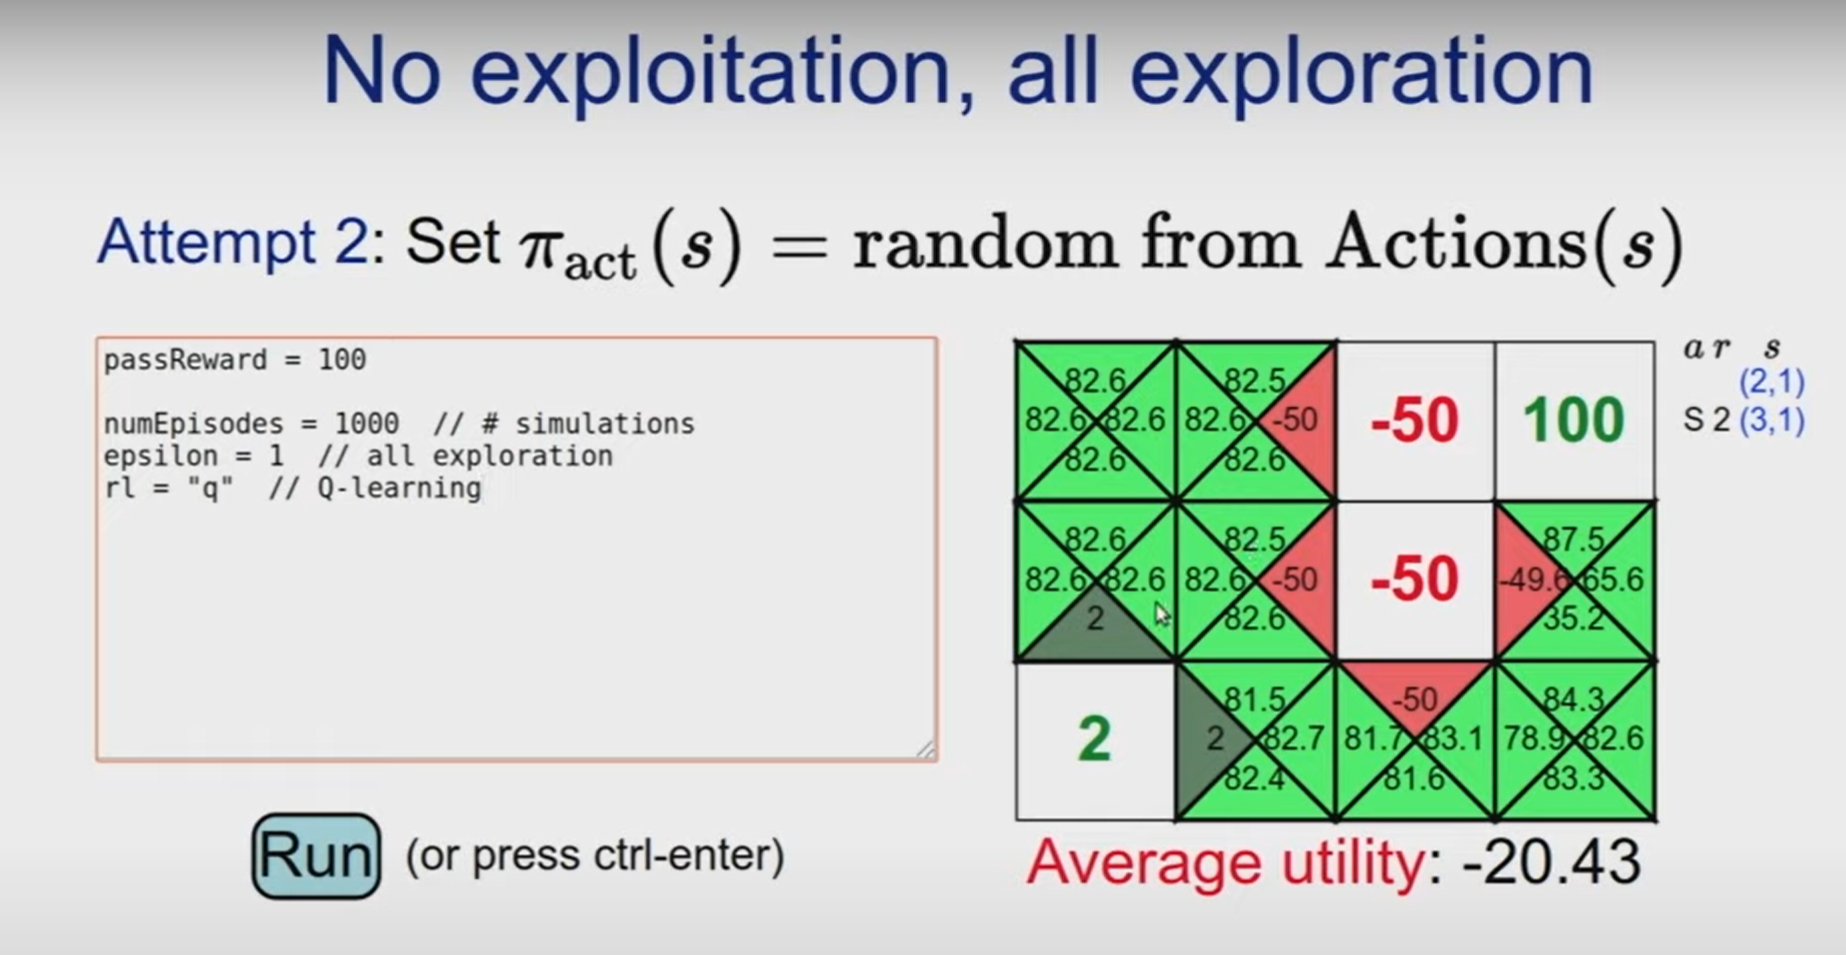 No exploitation, all exploration
Attempt 2: Set π_act(s) = random from Actions(s)
passReward = 100
numEpisodes = 1000 // # simulations
epsilon = 1 // all exploration
rl = "q" // Q-learning
Run (or press ctrl-enter)
82.6 82.5
82.6 82.6 82.6 -50 -50 100
82.6 82.6
82.6 82.5 87.5
82.6 82.6 82.6 -50 -50 -49.6 65.6
2 82.6 35.2
81.5 -50 84.3
2 2 82.7 81.7 83.1 78.9 82.6
82.4 81.6 83.3
a r s
(2,1)
S 2 (3,1)
Average utility: -20.43